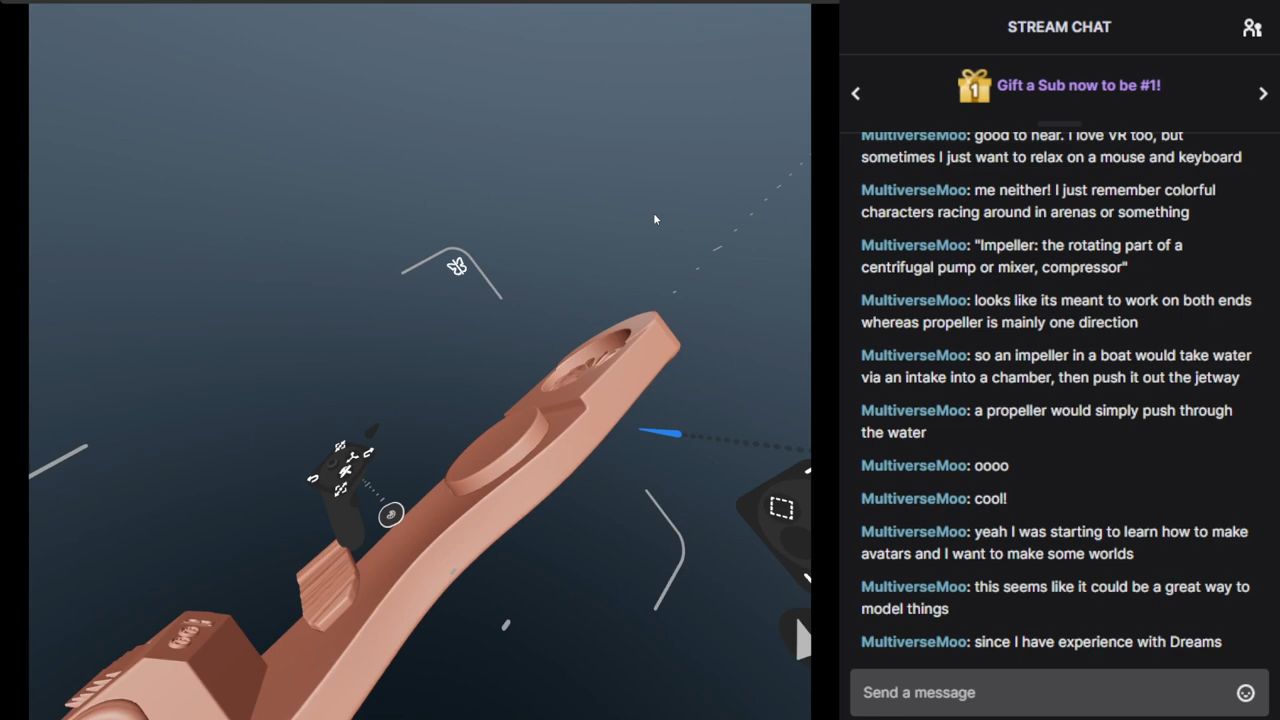 STREAM CHAT
1
Gift a Sub now to be #1!
MultiverseMoo: good to hear. I love VR too, but
sometimes I just want to relax on a mouse and keyboard
MultiverseMoo: me neither! I just remember colorful
characters racing around in arenas or something
MultiverseMoo: "Impeller: the rotating part of a
centrifugal pump or mixer, compressor"
MultiverseMoo: looks like its meant to work on both ends
whereas propeller is mainly one direction
MultiverseMoo: so an impeller in a boat would take water
via an intake into a chamber, then push it out the jetway
MultiverseMoo: a propeller would simply push through
the water
MultiverseMoo: oooo
MultiverseMoo: cool!
MultiverseMoo: yeah I was starting to learn how to make
avatars and I want to make some worlds
MultiverseMoo: this seems like it could be a great way to
model things
MultiverseMoo: since I have experience with Dreams
Send a message